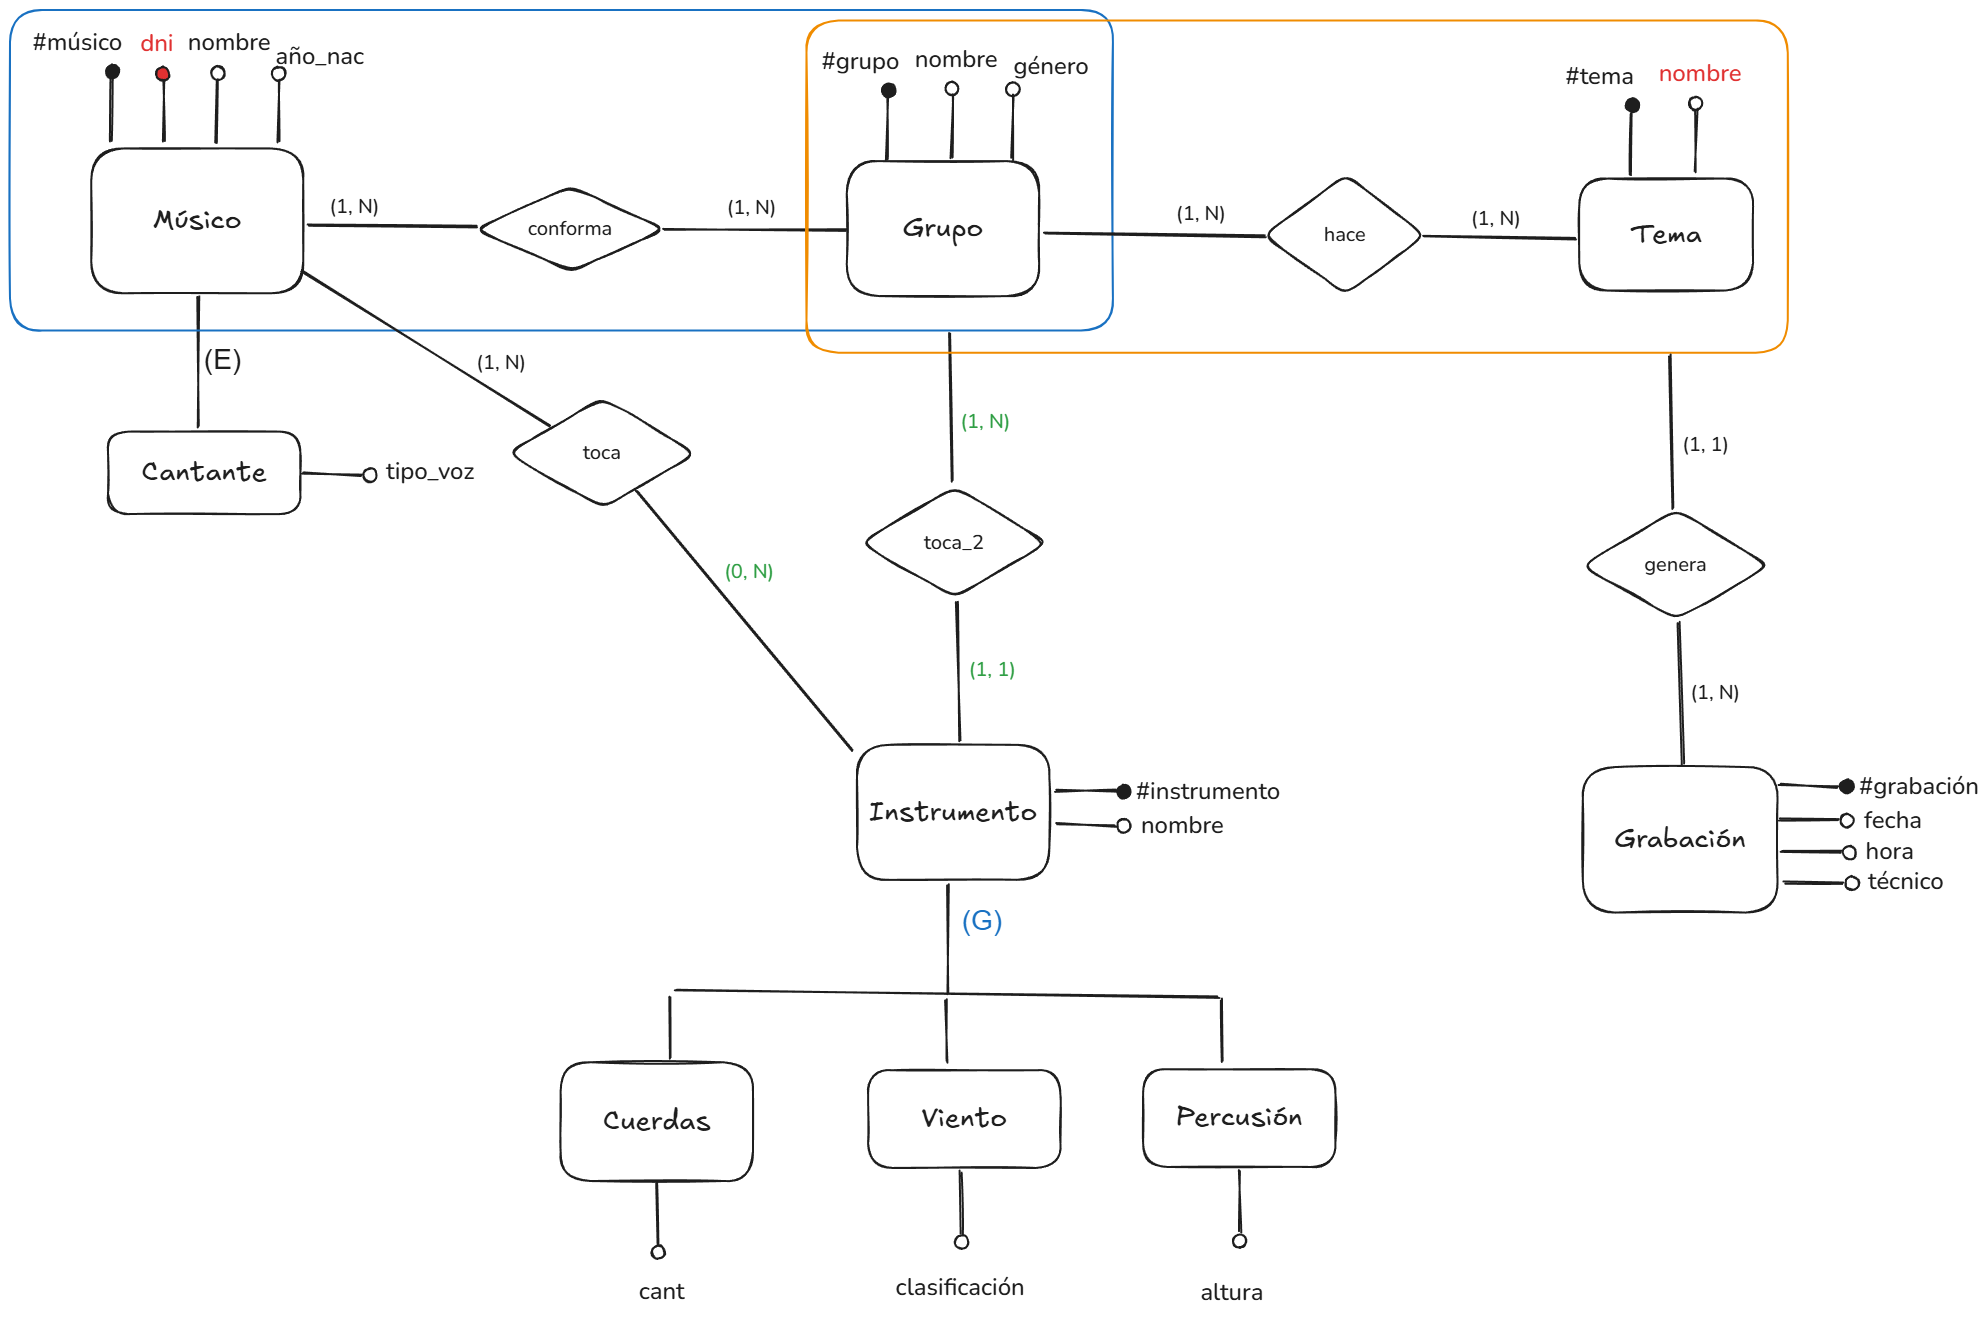 #músico
dni
nombre
año_nac
#grupo
nombre
género
#tema
nombre
Músico
(1, N)
conforma
(1, N)
Grupo
(1, N)
hace
(1, N)
Tema
(E)
(1, N)
(1, N)
(1, 1)
Cantante
tipo_voz
toca
toca_2
genera
(0, N)
(1, 1)
(1, N)
Instrumento
#instrumento
nombre
Grabación
#grabación
fecha
hora
técnico
(G)
Cuerdas
Viento
Percusión
cant
clasificación
altura